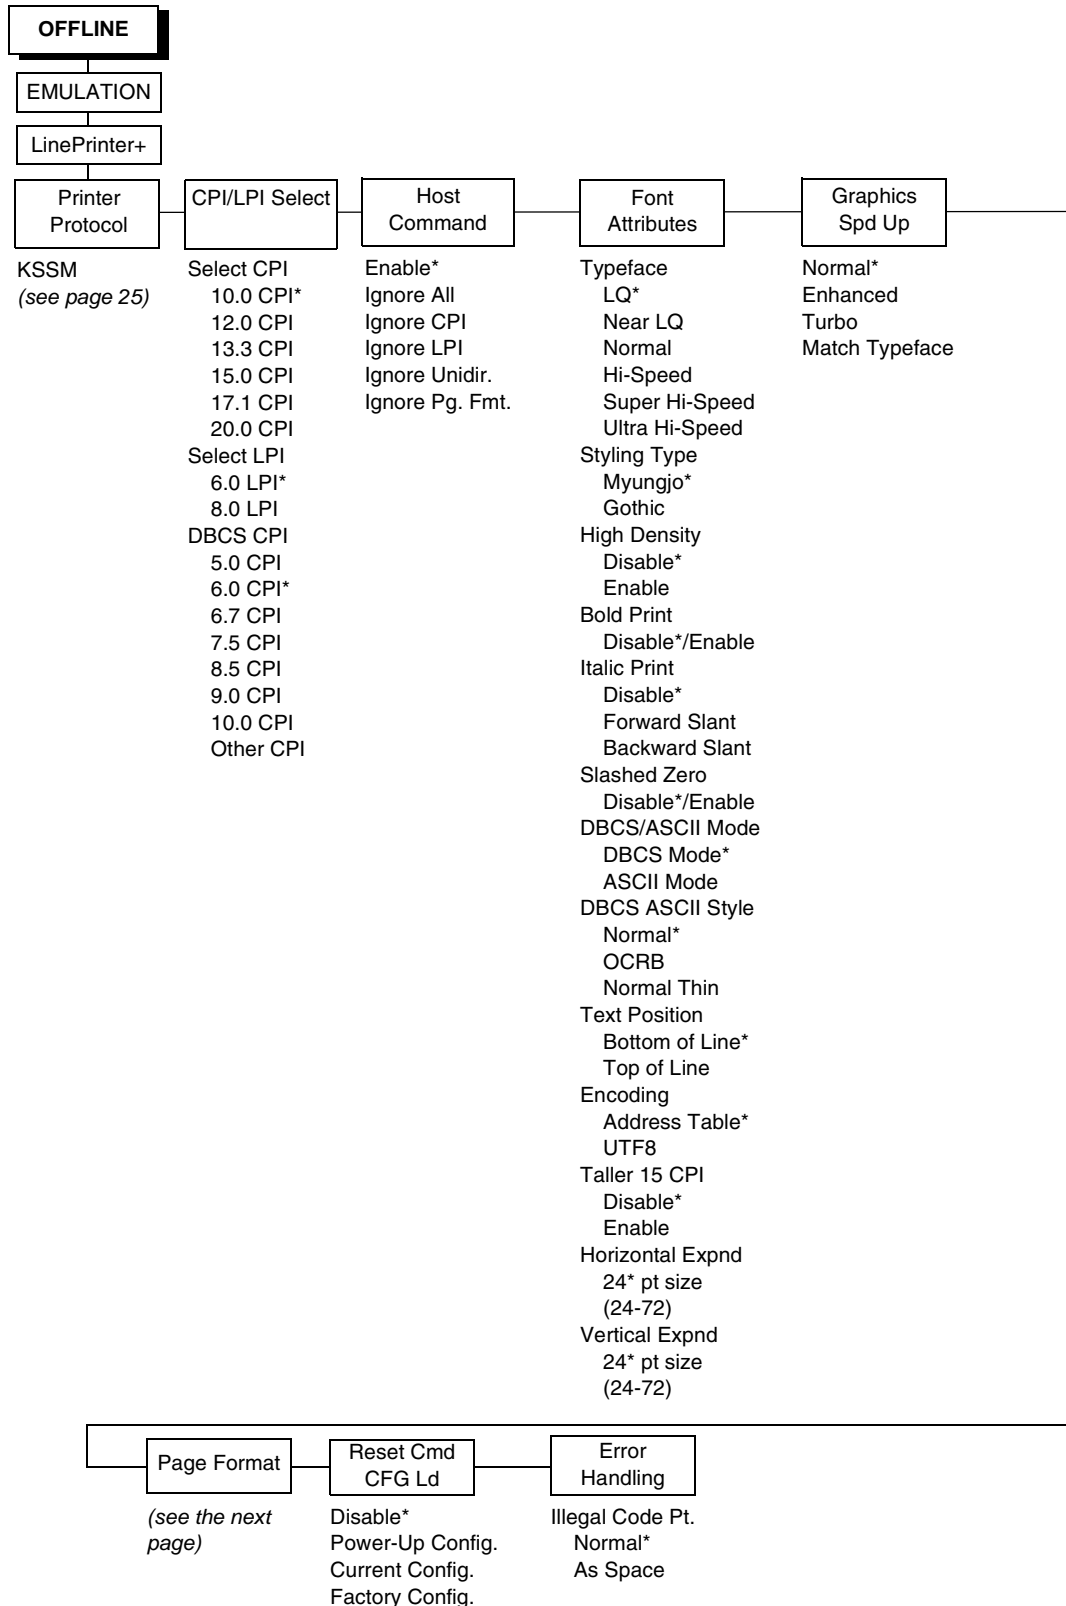 OFFLINE
EMULATION
LinePrinter+
Printer
Protocol
KSSM
(see page 25)
CPI/LPI Select
Select CPI
10.0 CPI*
12.0 CPI
13.3 CPI
15.0 CPI
17.1 CPI
20.0 CPI
Select LPI
6.0 LPI*
8.0 LPI
DBCS CPI
5.0 CPI
6.0 CPI*
6.7 CPI
7.5 CPI
8.5 CPI
9.0 CPI
10.0 CPI
Other CPI
Host
Command
Enable*
Ignore All
Ignore CPI
Ignore LPI
Ignore Unidir.
Ignore Pg. Fmt.
Font
Attributes
Typeface
LQ*
Near LQ
Normal
Hi-Speed
Super Hi-Speed
Ultra Hi-Speed
Styling Type
Myungjo*
Gothic
High Density
Disable*
Enable
Bold Print
Disable*/Enable
Italic Print
Disable*
Forward Slant
Backward Slant
Slashed Zero
Disable*/Enable
DBCS/ASCII Mode
DBCS Mode*
ASCII Mode
DBCS ASCII Style
Normal*
OCRB
Normal Thin
Text Position
Bottom of Line*
Top of Line
Encoding
Address Table*
UTF8
Taller 15 CPI
Disable*
Enable
Horizontal Expnd
24* pt size
(24-72)
Vertical Expnd
24* pt size
(24-72)
Graphics
Spd Up
Normal*
Enhanced
Turbo
Match Typeface
Page Format
(see the next
page)
Reset Cmd
CFG Ld
Disable*
Power-Up Config.
Current Config.
Factory Config.
Error
Handling
Illegal Code Pt.
Normal*
As Space